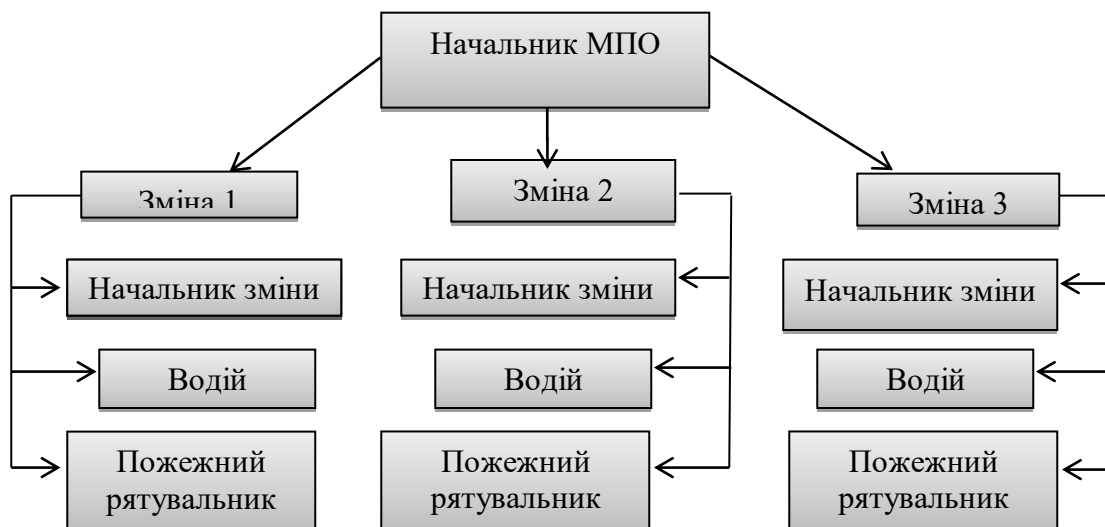 Начальник МПО
Зміна 1
Зміна 2
Зміна 3
Начальник зміни
Начальник зміни
Начальник зміни
Водій
Водій
Водій
Пожежний
рятувальник
Пожежний
рятувальник
Пожежний
рятувальник